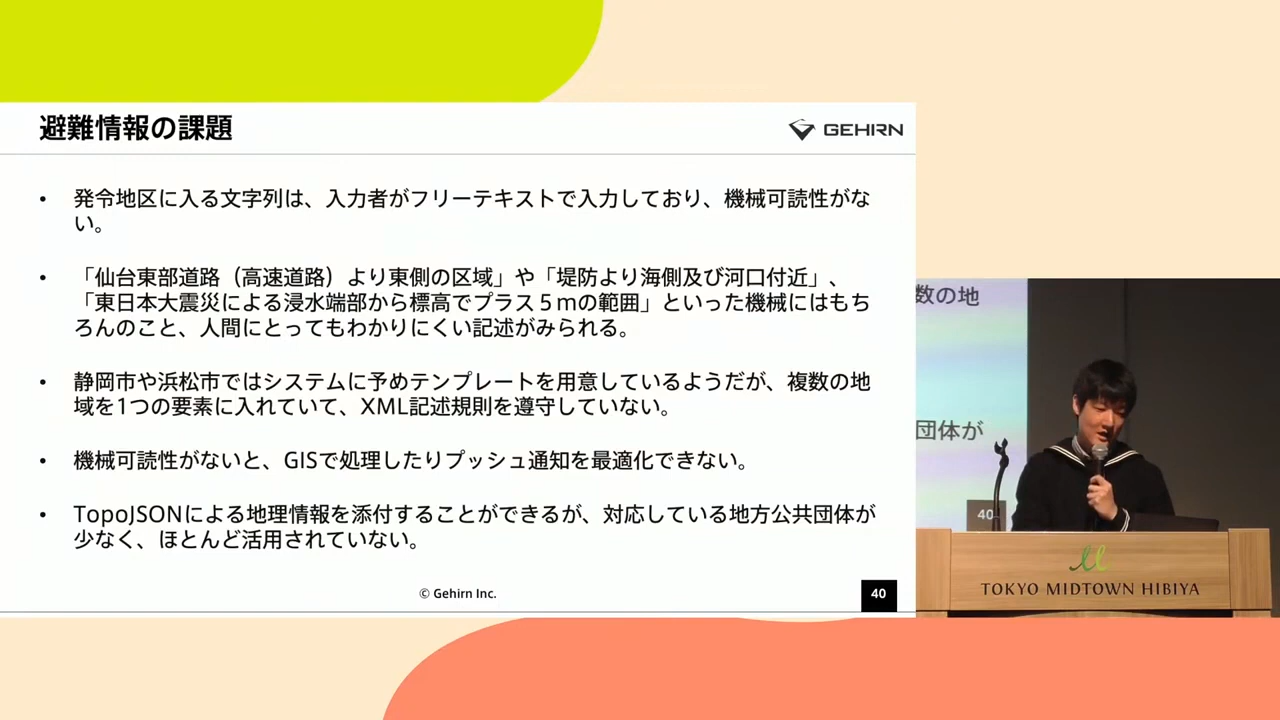 避難情報の課題
GEHIRN
• 発令地区に入る文字列は、入力者がフリーテキストで入力しており、機械可読性がな
い。
• 「仙台東部道路（高速道路）より東側の区域」や「堤防より海側及び河口付近」、
「東日本大震災による浸水端部から標高でプラス５ｍの範囲」といった機械にはもち
ろんのこと、人間にとってもわかりにくい記述がみられる。
• 静岡市や浜松市ではシステムに予めテンプレートを用意しているようだが、複数の地
域を1つの要素に入れていて、XML記述規則を遵守していない。
• 機械可読性がないと、GISで処理したりプッシュ通知を最適化できない。
• TopoJSONによる地理情報を添付することができるが、対応している地方公共団体が
少なく、ほとんど活用されていない。
© Gehirn Inc.
40
数の地
団体が
40
TOKYO MIDTOWN HIBIYA